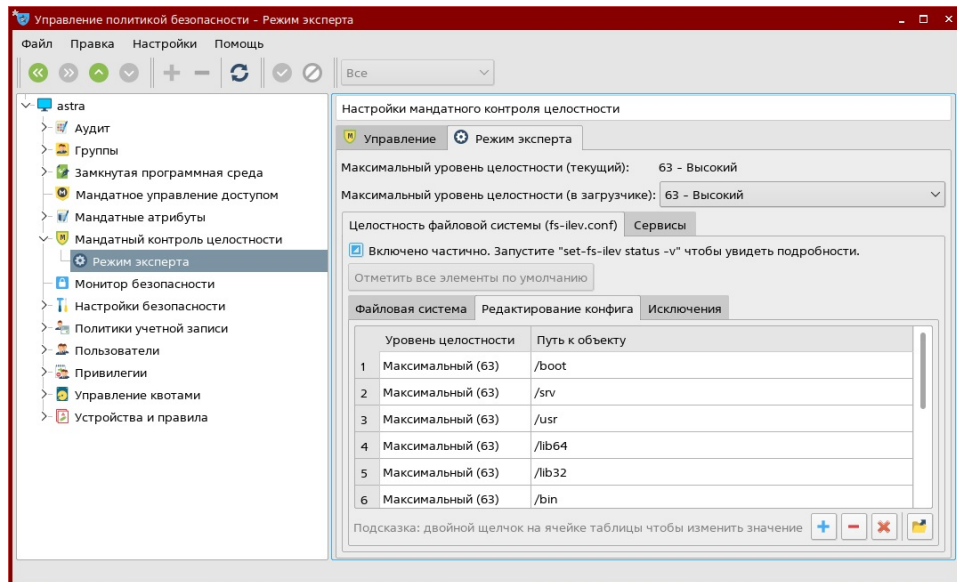 Управление политикой безопасности - Режим эксперта
Файл Правка Настройки Помощь
Все
astra
Аудит
Группы
Замкнутая программная среда
Мандатное управление доступом
Мандатные атрибуты
Мандатный контроль целостности
Режим эксперта
Монитор безопасности
Настройки безопасности
Политики учетной записи
Пользователи
Привилегии
Управление квотами
Устройства и правила
Настройки мандатного контроля целостности
Управление Режим эксперта
Максимальный уровень целостности (текущий): 63 - Высокий
Максимальный уровень целостности (в загрузчике): 63 - Высокий
Целостность файловой системы (fs-ilev.conf) Сервисы
Включено частично. Запустите "set-fs-ilev status -v" чтобы увидеть подробности.
Отметить все элементы по умолчанию
Файловая система Редактирование конфига Исключения
Уровень целостности Путь к объекту
1 Максимальный (63) /boot
2 Максимальный (63) /srv
3 Максимальный (63) /usr
4 Максимальный (63) /lib64
5 Максимальный (63) /lib32
6 Максимальный (63) /bin
Подсказка: двойной щелчок на ячейке таблицы чтобы изменить значение